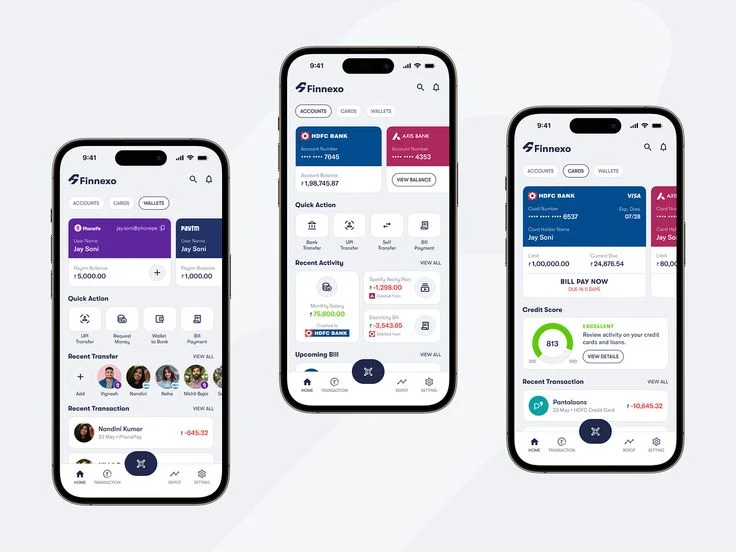 9:41
Finnexo
ACCOUNTS CARDS WALLETS
PhonePe jay.soni@phonepe
User Name
Jay Soni
Paytm Balance
₹ 5,000.00
paytm
User Name
Jay Soni
Paytm Balance
₹ 1,000.00
Quick Action
UPI Transfer
Request Money
Wallet to Bank
Bill Payment
Recent Transfer VIEW ALL
Add
Vignesh
Nandini
Neha
Nikhil Bejal
Recent Transaction VIEW ALL
Nandini Kumar
23 May • PhonePay
₹ -645.32
HOME TRANSACTION REPOT SETTING
9:41
Finnexo
ACCOUNTS CARDS WALLETS
HDFC BANK
Account Number
•••• •••• 7645
Account Balance
₹ 1,98,745.87
AXIS BANK
Account Number
•••• •••• 4353
VIEW BALANCE
Quick Action
Bank Transfer
UPI Transfer
Self Transfer
Bill Payment
Recent Activity VIEW ALL
Monthly Salary
₹ 75,800.00
Credited to
HDFC BANK
Spotify Yearly Plan
₹ -1,298.00
Debited from
Electricity Bill
₹ -3,543.65
Debited from
Upcoming Bill
HOME TRANSACTION REPOT SETTING
9:41
Finnexo
ACCOUNTS CARDS WALLETS
HDFC BANK VISA
Card Number Exp. Date
•••• •••• •••• 6537 07/28
Card Holder Name
Jay Soni
Limit Current Due
₹ 1,00,000.00 ₹ 24,876.54
BILL PAY NOW
DUE IN 5 DAYS
Card
••••
Card
Jay
Limit
₹ 80,00
Credit Score
813
300 900
EXCELLENT
Review activity on your credit
cards and loans.
VIEW DETAILS
Recent Transaction VIEW ALL
Pantaloons
23 May • HDFC Credit Card
₹ -10,645.32
HOME TRANSACTION REPOT SETTING